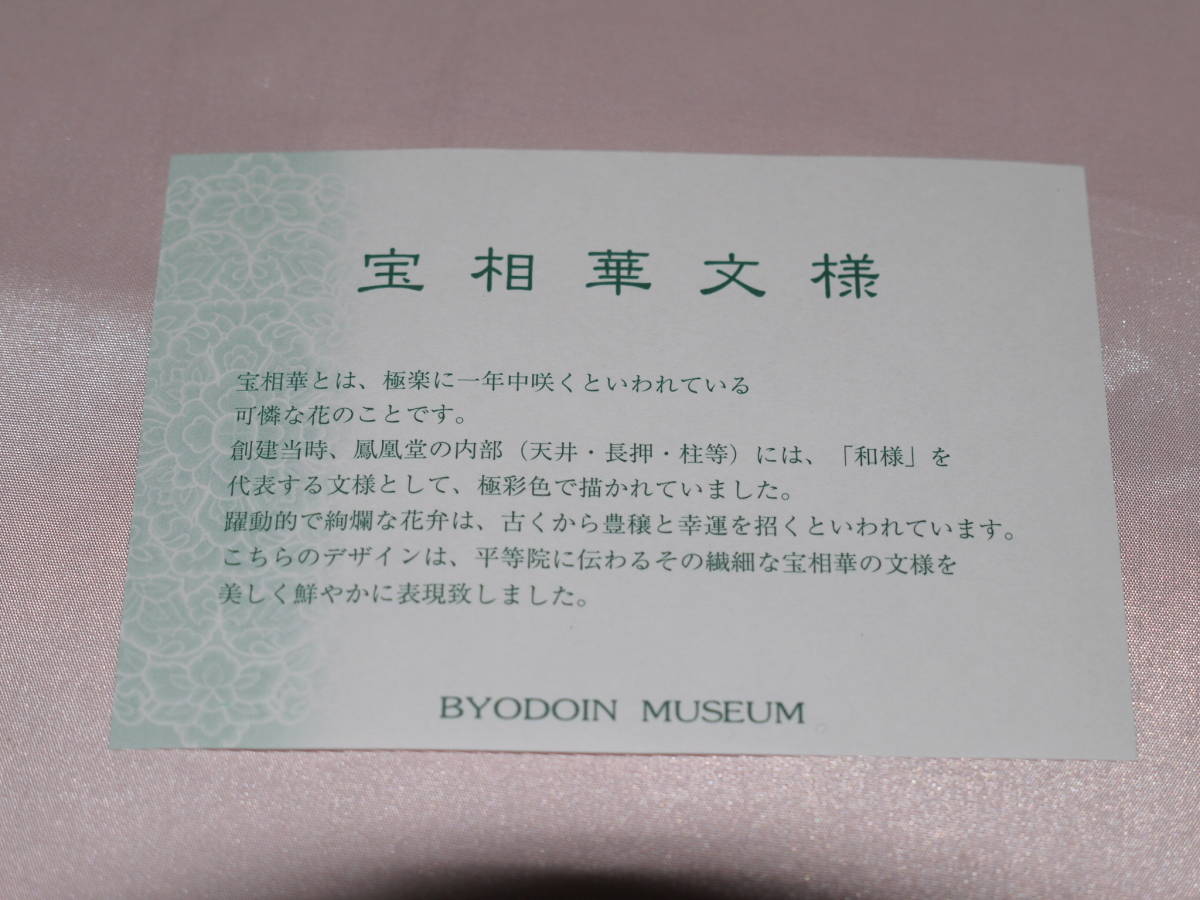 宝相華文様
宝相華とは、極楽に一年中咲くといわれている
可憐な花のことです。
創建当時、鳳凰堂の内部（天井・長押・柱等）には、「和様」を
代表する文様として、極彩色で描かれていました。
躍動的で絢爛な花弁は、古くから豊穣と幸運を招くといわれています。
こちらのデザインは、平等院に伝わるその繊細な宝相華の文様を
美しく鮮やかに表現致しました。
BYODOIN MUSEUM